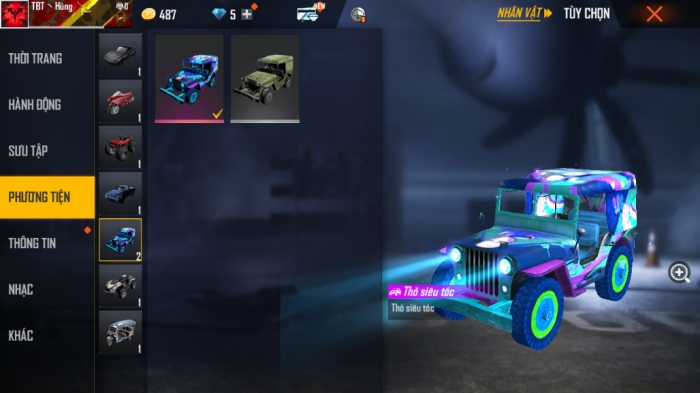 TBT ~ Hùng
487
5
NEW
NHÂN VẬT
TÙY CHỌN
THỜI TRANG
HÀNH ĐỘNG
SƯU TẬP
PHƯƠNG TIỆN
THÔNG TIN
NHẠC
KHÁC
1
1
1
1
2
1
1
Thỏ siêu tốc
Thỏ siêu tốc